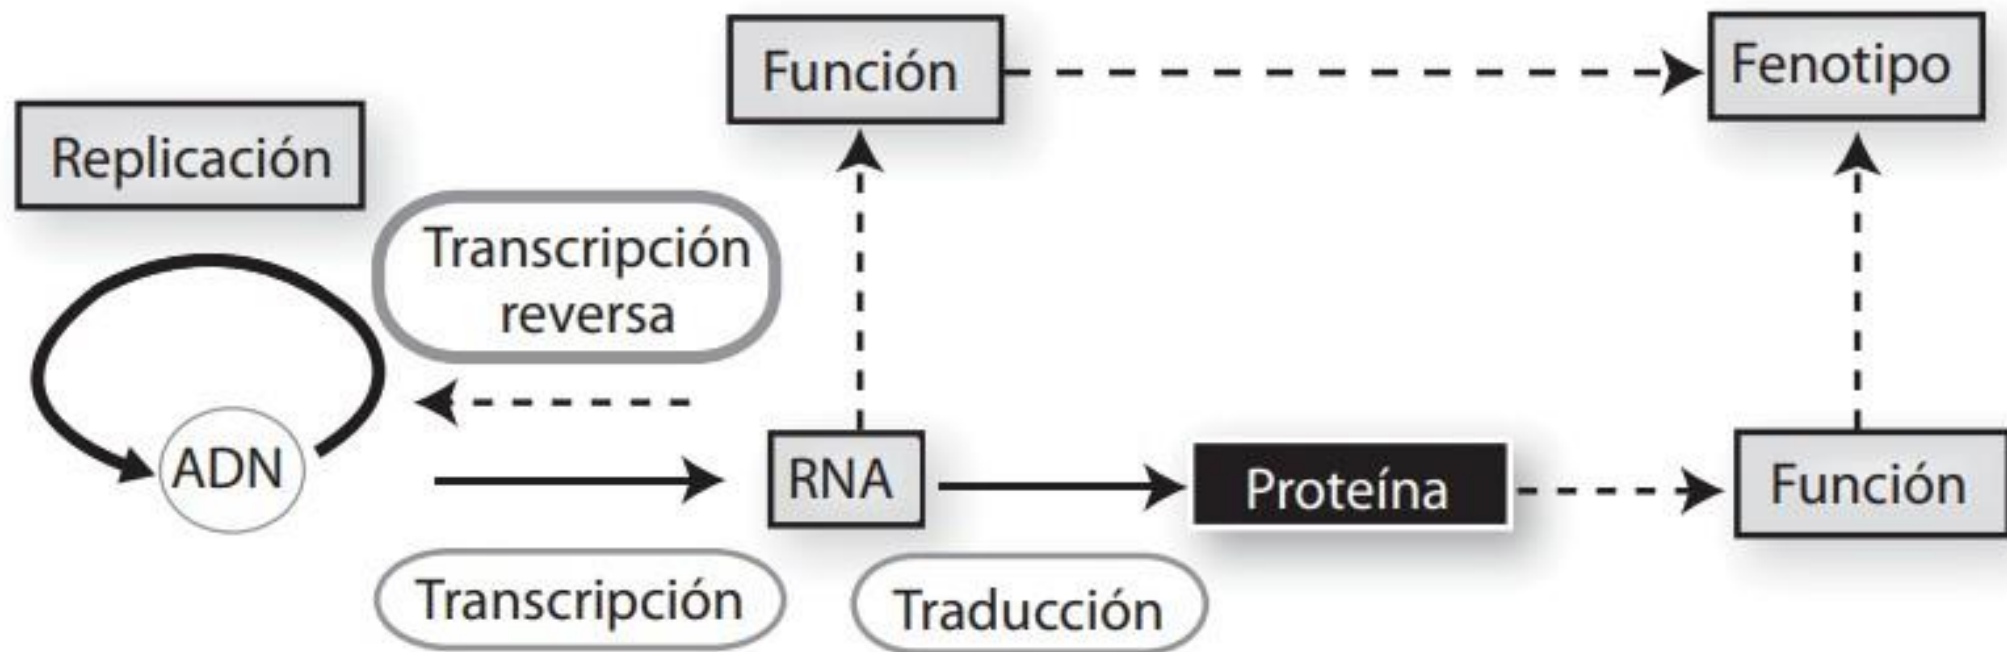 Función
Fenotipo
Replicación
Transcripción
reversa
ADN
RNA
Proteína
Función
Transcripción
Traducción